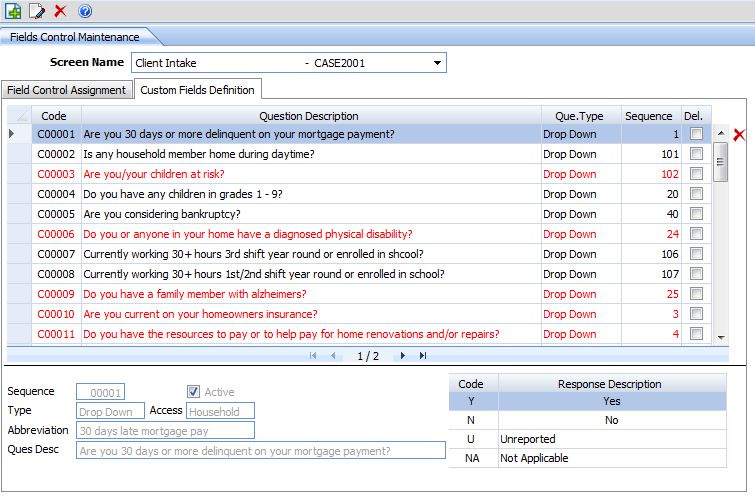 Fields Control Maintenance
Screen Name Client Intake - CASE2001
Field Control Assignment Custom Fields Definition
Code Question Description Que.Type Sequence Del.
C00001 Are you 30 days or more delinquent on your mortgage payment? Drop Down 1
C00002 Is any household member home during daytime? Drop Down 101
C00003 Are you/your children at risk? Drop Down 102
C00004 Do you have any children in grades 1 - 9? Drop Down 20
C00005 Are you considering bankruptcy? Drop Down 40
C00006 Do you or anyone in your home have a diagnosed physical disability? Drop Down 24
C00007 Currently working 30+ hours 3rd shift year round or enrolled in shcool? Drop Down 106
C00008 Currently working 30+ hours 1st/2nd shift year round or enrolled in school? Drop Down 107
C00009 Do you have a family member with alzheimers? Drop Down 25
C00010 Are you current on your homeowners insurance? Drop Down 3
C00011 Do you have the resources to pay or to help pay for home renovations and/or repairs? Drop Down 4
1 / 2
Sequence 00001 Active
Type Drop Down Access Household
Abbreviation 30 days late mortgage pay
Ques Desc Are you 30 days or more delinquent on your mortgage payment?
Code Response Description
Y Yes
N No
U Unreported
NA Not Applicable